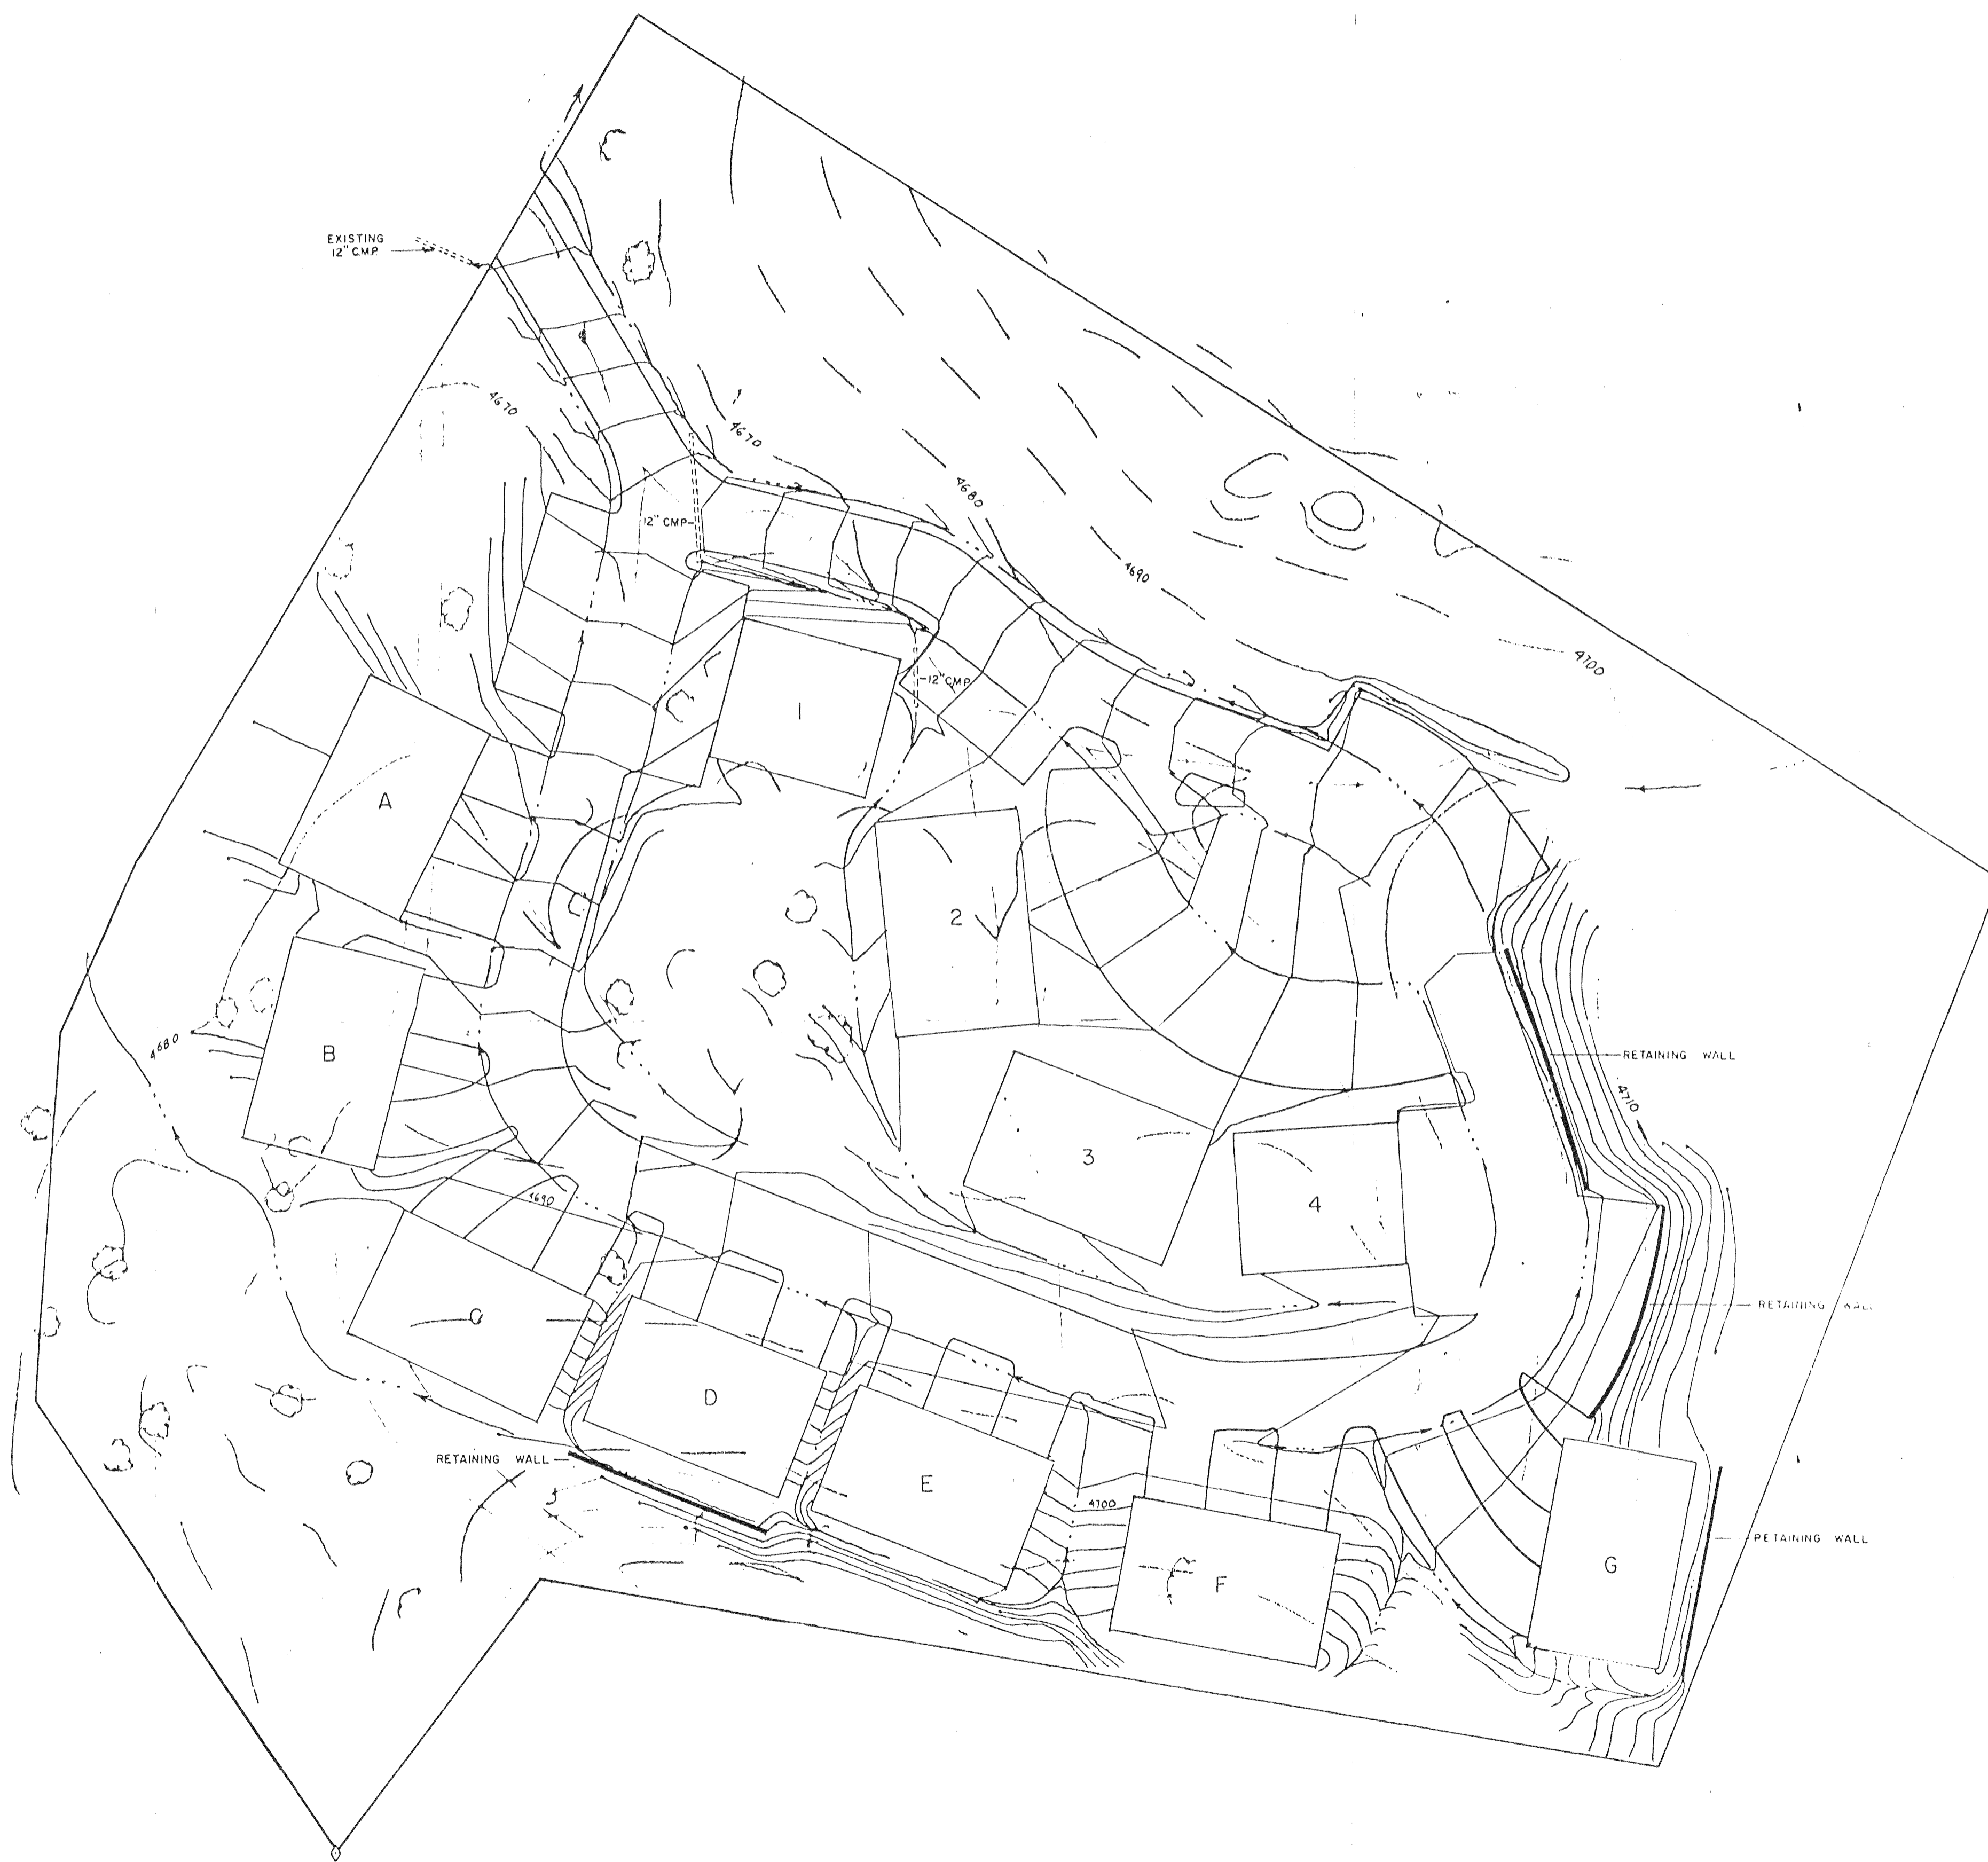 EXISTING
12" C.M.P.
4670
4670
4680
12" CMP
4690
1
12" CMP
4700
A
2
4680
B
RETAINING WALL
4710
3
4690
4
RETAINING WALL
C
D
RETAINING WALL
E
4700
RETAINING WALL
F
G